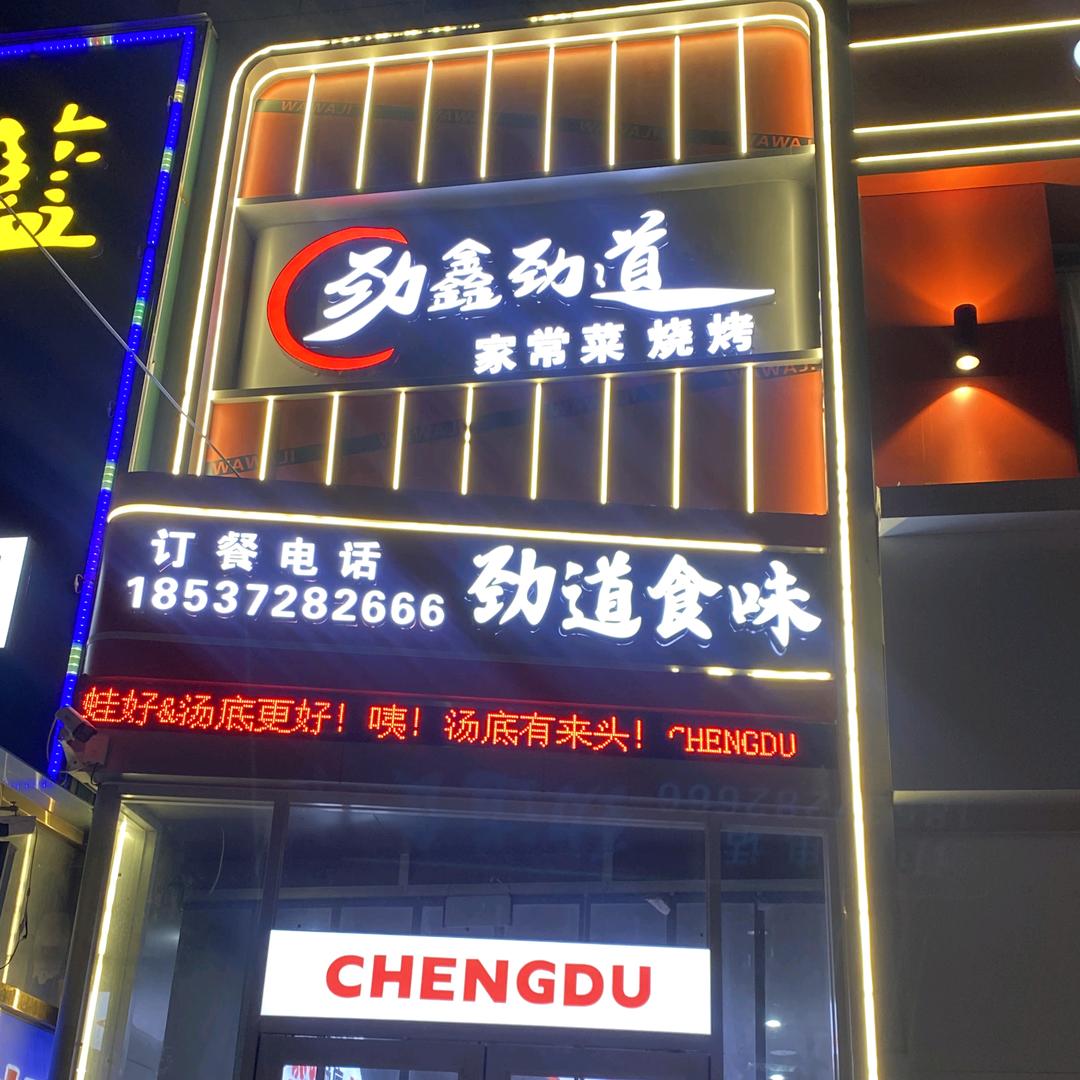 劲鑫劲道
家常菜 烧烤
订餐电话
18537282666
劲道食味
蛙好&汤底更好！咦！汤底有来头！CHENGDU
CHENGDU